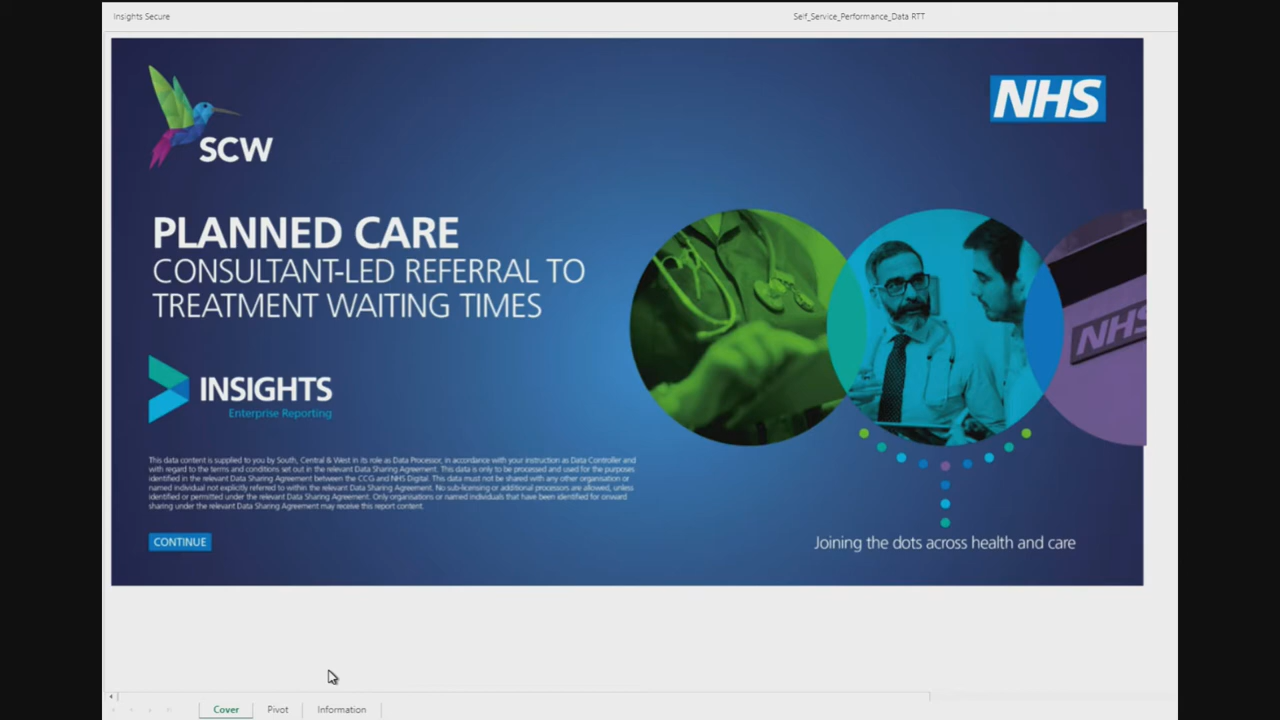 Insights Secure
Self_Service_Performance_Data RTT
SCW
NHS
PLANNED CARE
CONSULTANT-LED REFERRAL TO
TREATMENT WAITING TIMES
NHS
INSIGHTS
Enterprise Reporting
This data content is supplied to you by South, Central & West in its role as Data Processor, in accordance with your instruction as Data Controller and
with regard to the terms and conditions set out in the relevant Data Sharing Agreement. This data is only to be processed and used for the purposes
identified in the relevant Data Sharing Agreement between the CCG and NHS Digital. This data must not be shared with any other organisation or
named individual not explicitly referred to within the relevant Data Sharing Agreement. No sub-licensing or additional processors are allowed, unless
identified or permitted under the relevant Data Sharing Agreement. Only organisations or named individuals that have been identified for onward
sharing under the relevant Data Sharing Agreement may receive this report content.
CONTINUE
Joining the dots across health and care
Cover
Pivot
Information